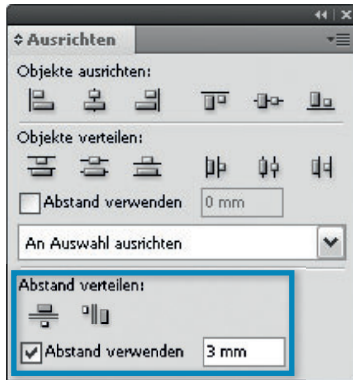 Ausrichten
Objekte ausrichten:
Objekte verteilen:
Abstand verwenden 0 mm
An Auswahl ausrichten
Abstand verteilen:
Abstand verwenden 3 mm